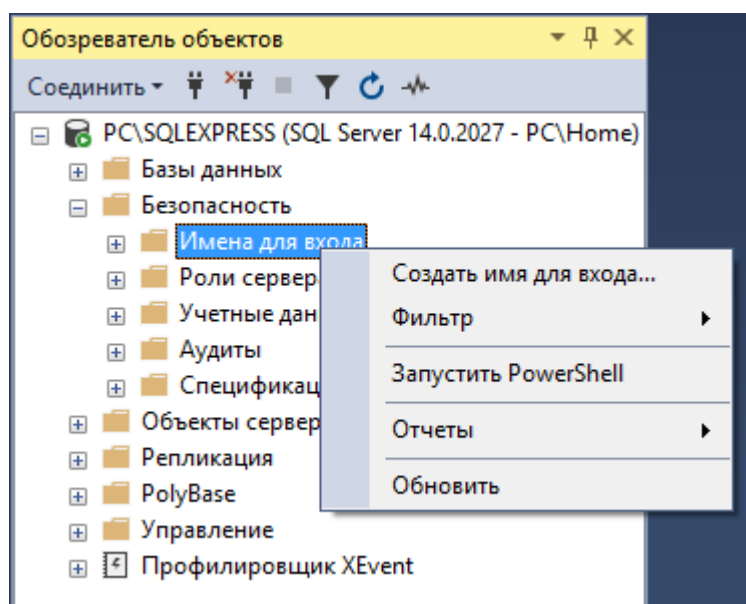 Обозреватель объектов
Соединить
PC\SQLEXPRESS (SQL Server 14.0.2027 - PC\Home)
Базы данных
Безопасность
Имена для входа
Роли сервер
Учетные дан
Аудиты
Спецификац
Объекты сервер
Репликация
PolyBase
Управление
Профилировщик XEvent
Создать имя для входа...
Фильтр
Запустить PowerShell
Отчеты
Обновить